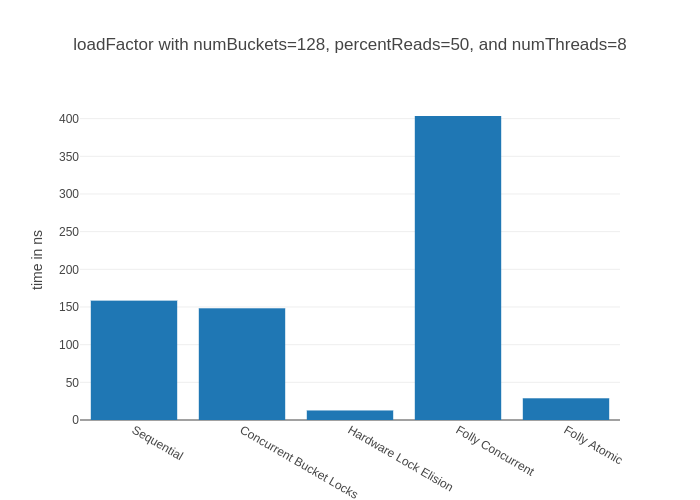 loadFactor with numBuckets=128, percentReads=50, and numThreads=8
time in ns
400
350
300
250
200
150
100
50
0
Sequential
Concurrent Bucket Locks
Hardware Lock Elision
Folly Concurrent
Folly Atomic